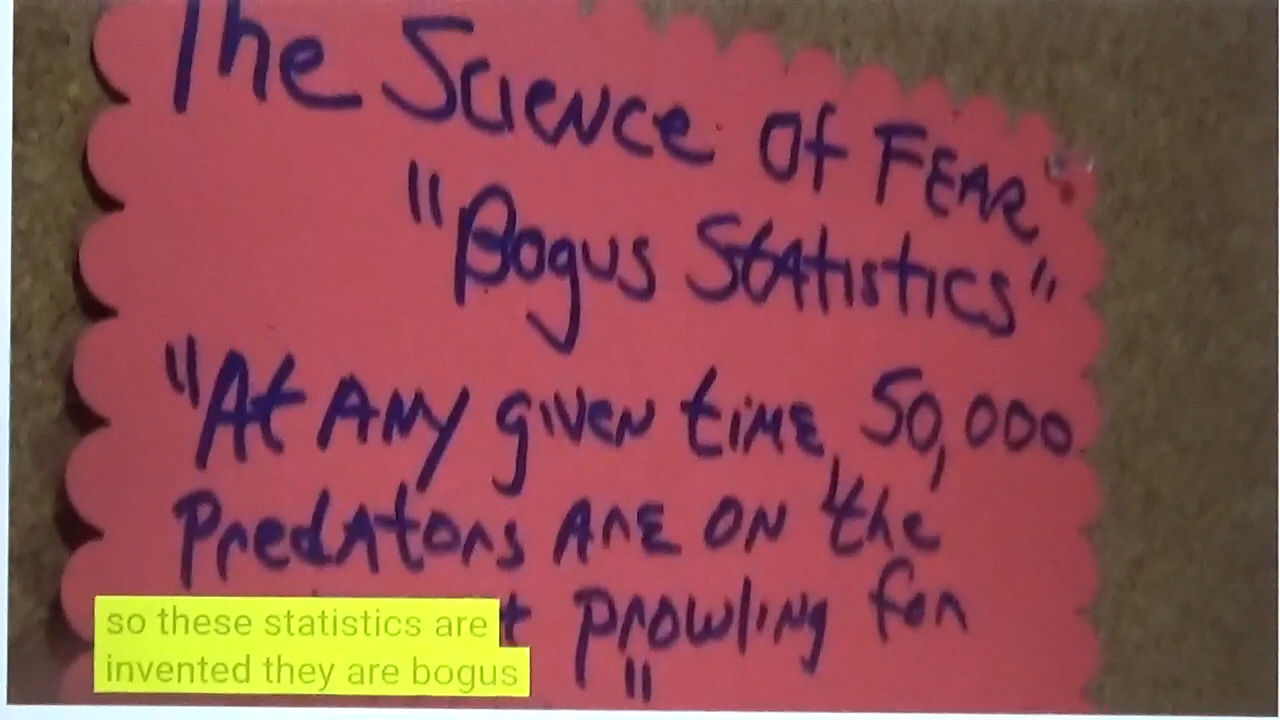 The Science of FEAR"
"Bogus Statistics"
"At ANY given time, 50,000
Predators are on the
prowling for
"
so these statistics are
invented they are bogus